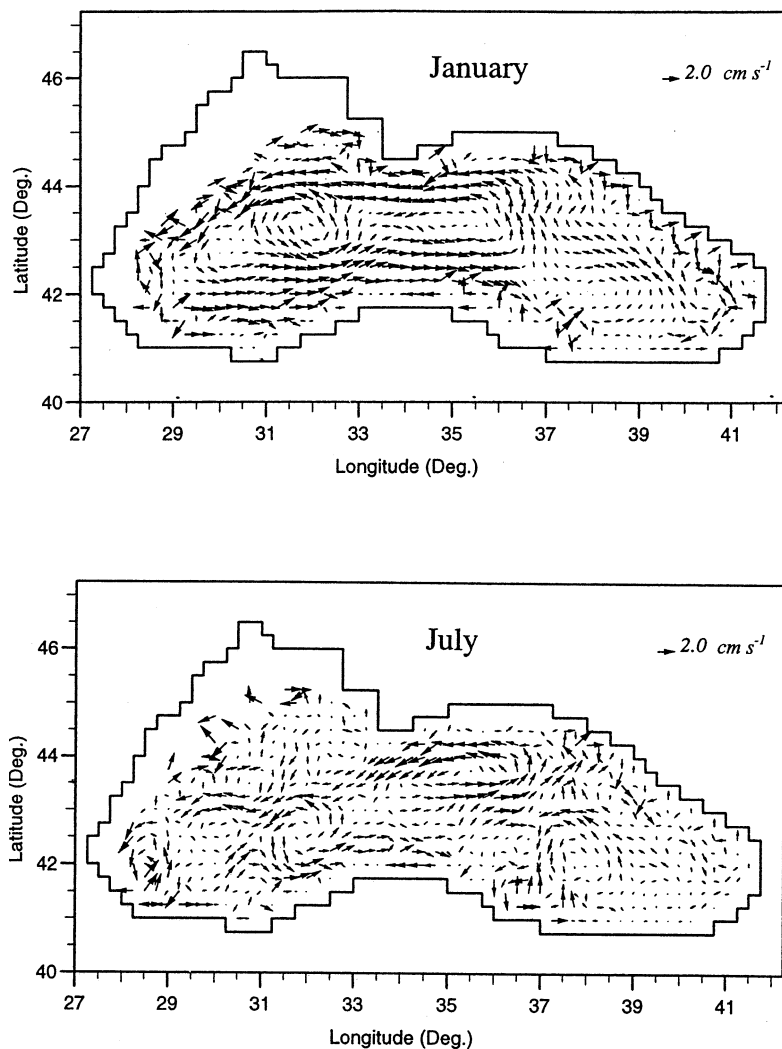 January
2.0 cm s-1
46
44
42
40
Latitude (Deg.)
27 29 31 33 35 37 39 41
Longitude (Deg.)
July
2.0 cm s-1
46
44
42
40
Latitude (Deg.)
27 29 31 33 35 37 39 41
Longitude (Deg.)